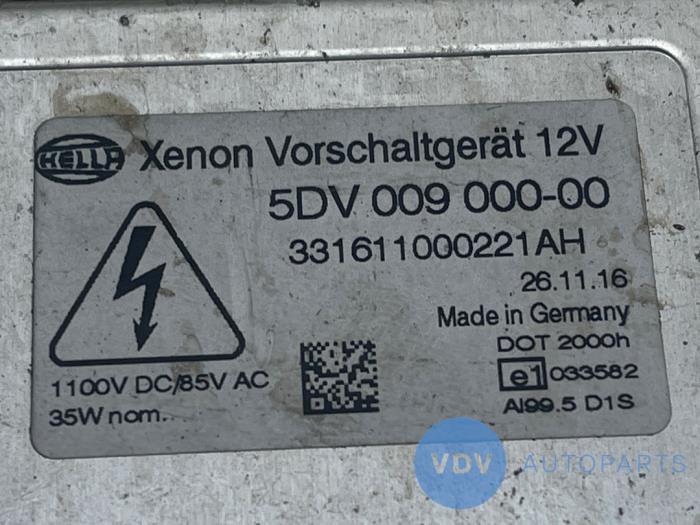 HELLA Xenon Vorschaltgerät 12V
5DV 009 000-00
331611000221AH
26.11.16
Made in Germany
DOT 2000h
e1 033582
Al99.5 D1S
1100V DC/85V AC
35W nom.
VDV AUTOPARTS